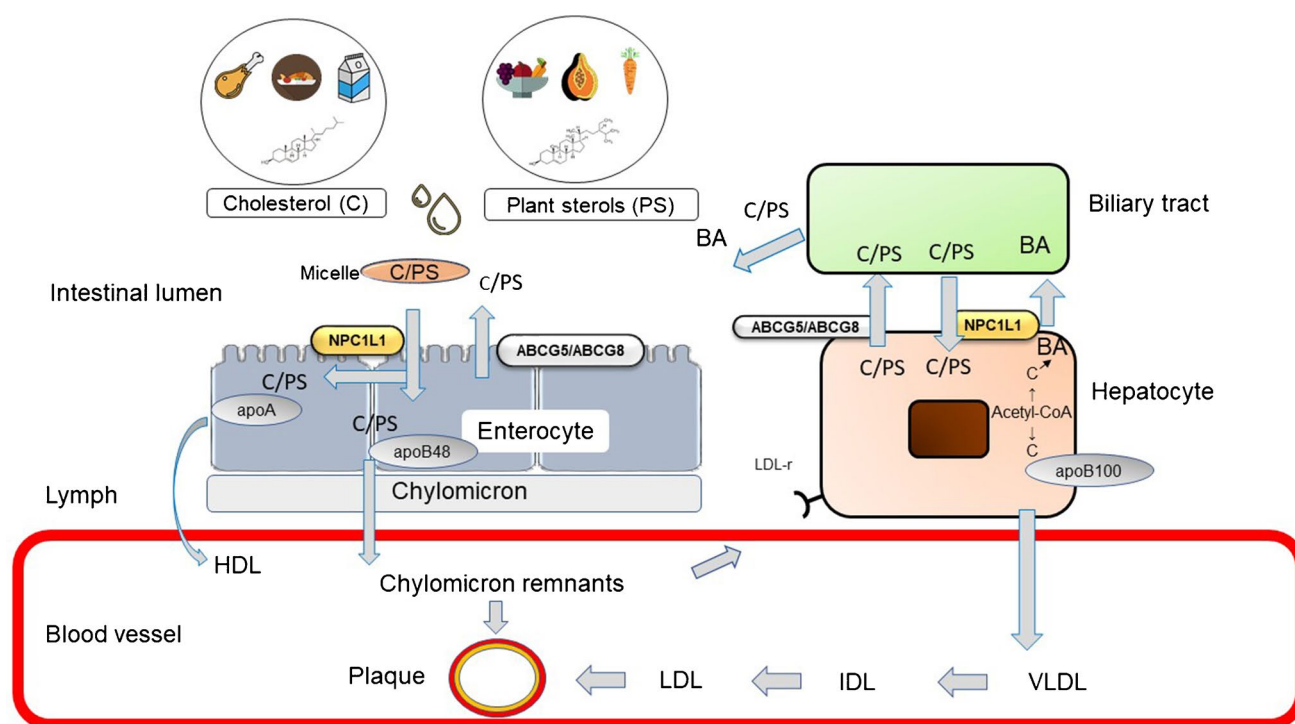 Cholesterol (C)
Plant sterols (PS)
C/PS
BA
Biliary tract
C/PS
C/PS
BA
Micelle
C/PS
C/PS
Intestinal lumen
NPC1L1
ABCG5/ABCG8
ABCG5/ABCG8
NPC1L1
C/PS
C/PS
BA
C
Hepatocyte
C/PS
apoA
Acetyl-CoA
C/PS
Enterocyte
apoB48
C
LDL-r
apoB100
Lymph
Chylomicron
HDL
Chylomicron remnants
Blood vessel
Plaque
LDL
IDL
VLDL